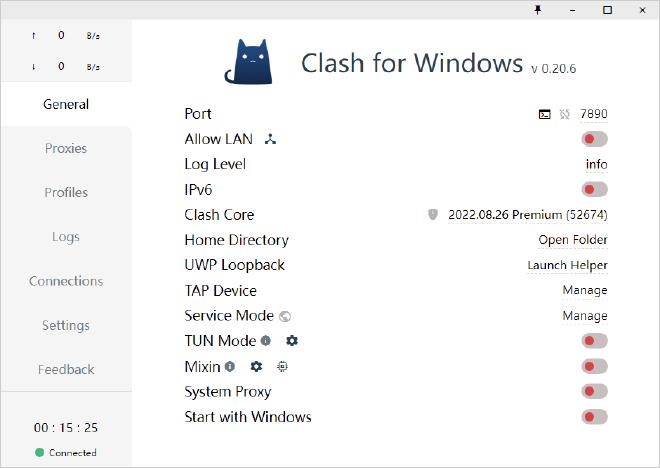 ↑ 0 B/s
↓ 0 B/s
General
Proxies
Profiles
Logs
Connections
Settings
Feedback
00 : 15 : 25
Connected
Clash for Windows v 0.20.6
Port 7890
Allow LAN
Log Level info
IPv6
Clash Core 2022.08.26 Premium (52674)
Home Directory Open Folder
UWP Loopback Launch Helper
TAP Device Manage
Service Mode Manage
TUN Mode
Mixin
System Proxy
Start with Windows